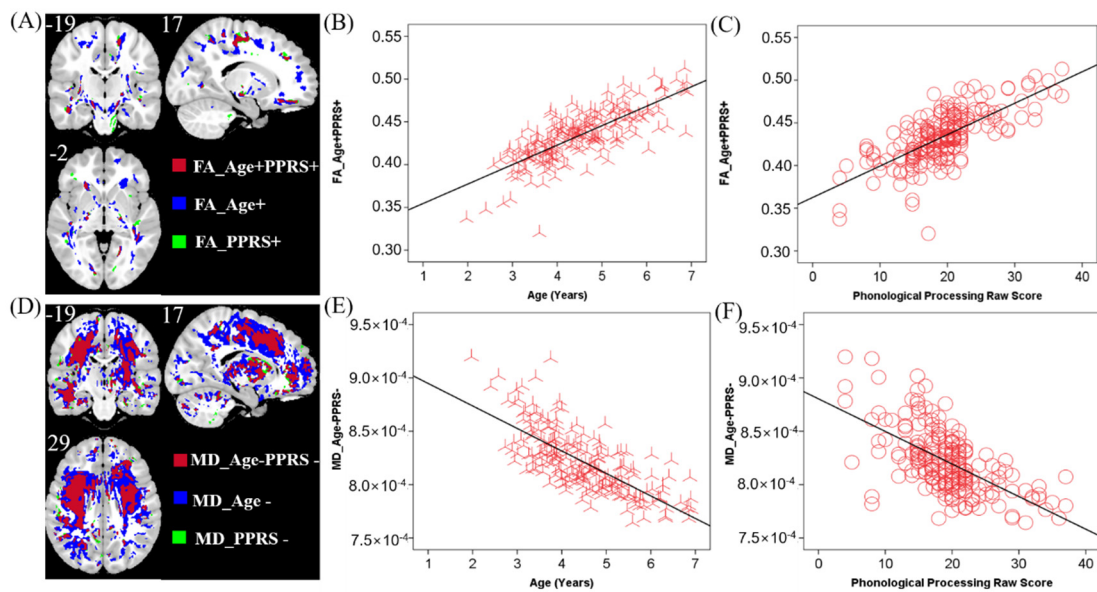 (A)
-19
17
-2
FA_Age+PPRS+
FA_Age+
FA_PPRS+
(B)
FA_Age+PPRS+
0.50
0.45
0.40
0.35
0.30
1 2 3 4 5 6 7
Age (Years)
(C)
FA_Age+PPRS+
0.50
0.45
0.40
0.35
0.30
0 10 20 30 40
Phonological Processing Raw Score
(D)
-19
17
29
MD_Age-PPRS -
MD_Age -
MD_PPRS -
(E)
MD_Age-PPRS-
9.5×10⁻⁴
9.0×10⁻⁴
8.5×10⁻⁴
8.0×10⁻⁴
7.5×10⁻⁴
1 2 3 4 5 6 7
Age (Years)
(F)
MD_Age-PPRS-
9.5×10⁻⁴
9.0×10⁻⁴
8.5×10⁻⁴
8.0×10⁻⁴
7.5×10⁻⁴
0 10 20 30 40
Phonological Processing Raw Score